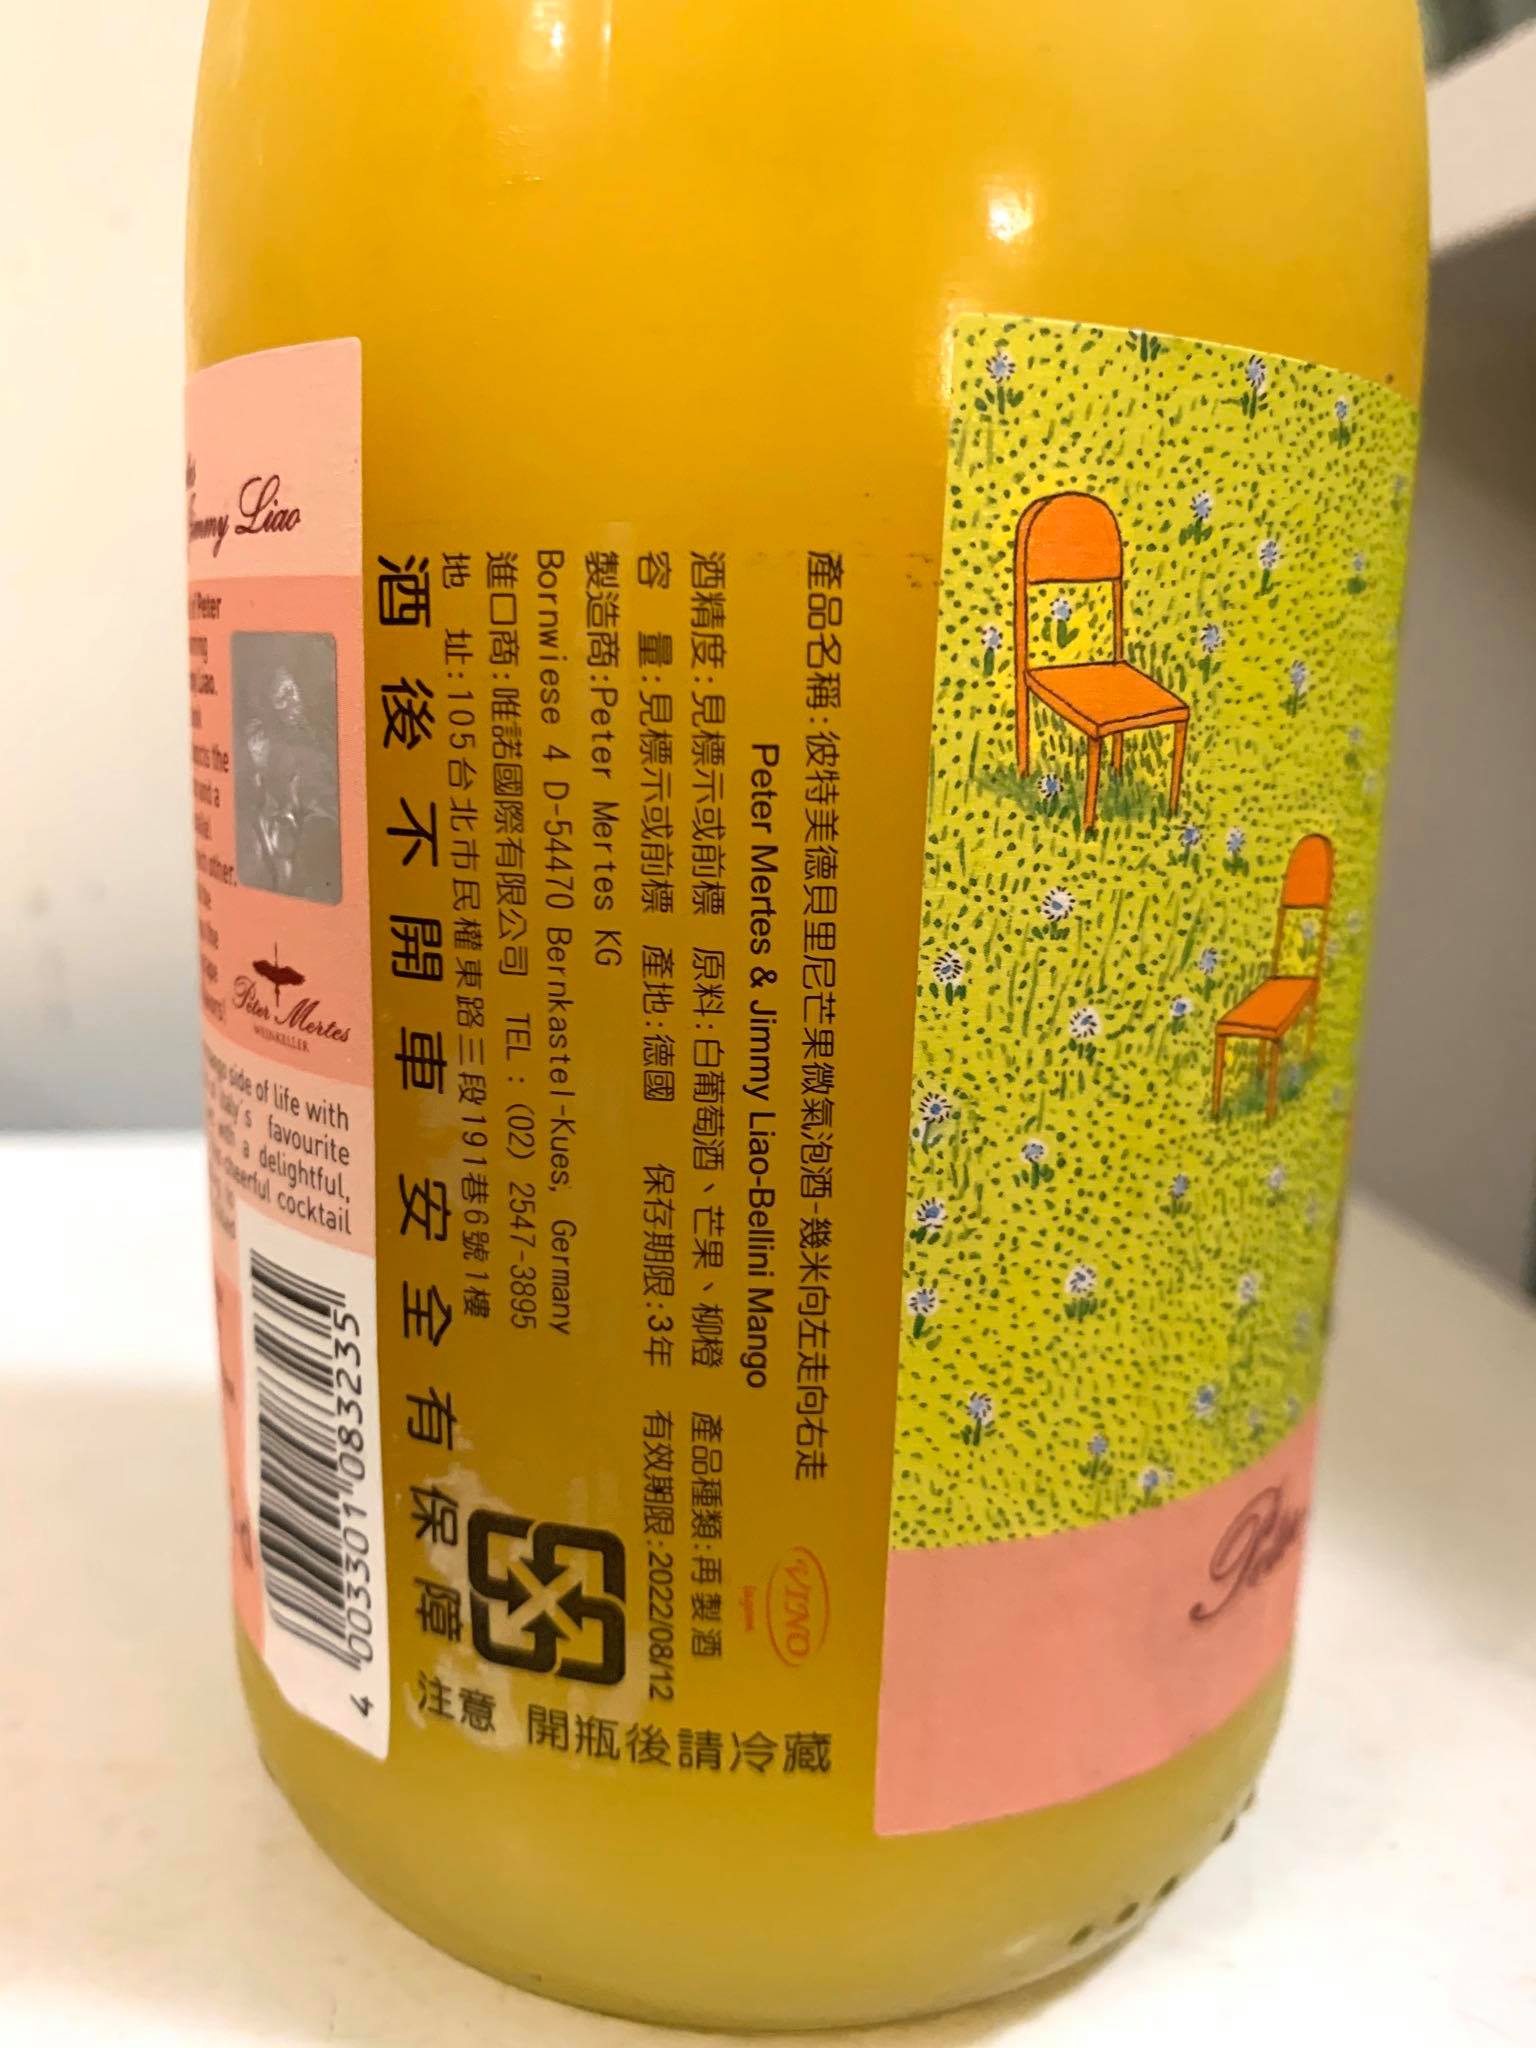 Jimmy Liao
Peter
Liao.
the
and a
other.
the
Peter Mertes
WEINKELLER
side of life with
favourite
with a delightful,
cheerful cocktail
4 003301 083235
產品名稱:彼特美德貝里尼芒果微氣泡酒-幾米向左走向右走
Peter Mertes & Jimmy Liao-Bellini Mango
酒精度:見標示或前標 原料:白葡萄酒、芒果、柳橙 產品種類:再製酒
容 量:見標示或前標 產地:德國 保存期限:3年 有效期限:2022/08/12
製造商:Peter Mertes KG
Bornwiese 4 D-54470 Bernkastel-Kues, Germany
進口商:唯諾國際有限公司 TEL:(02) 2547-3895
地 址:105台北市民權東路三段191巷6號1樓
酒後不開車安全有保障
VINO
注意 開瓶後請冷藏